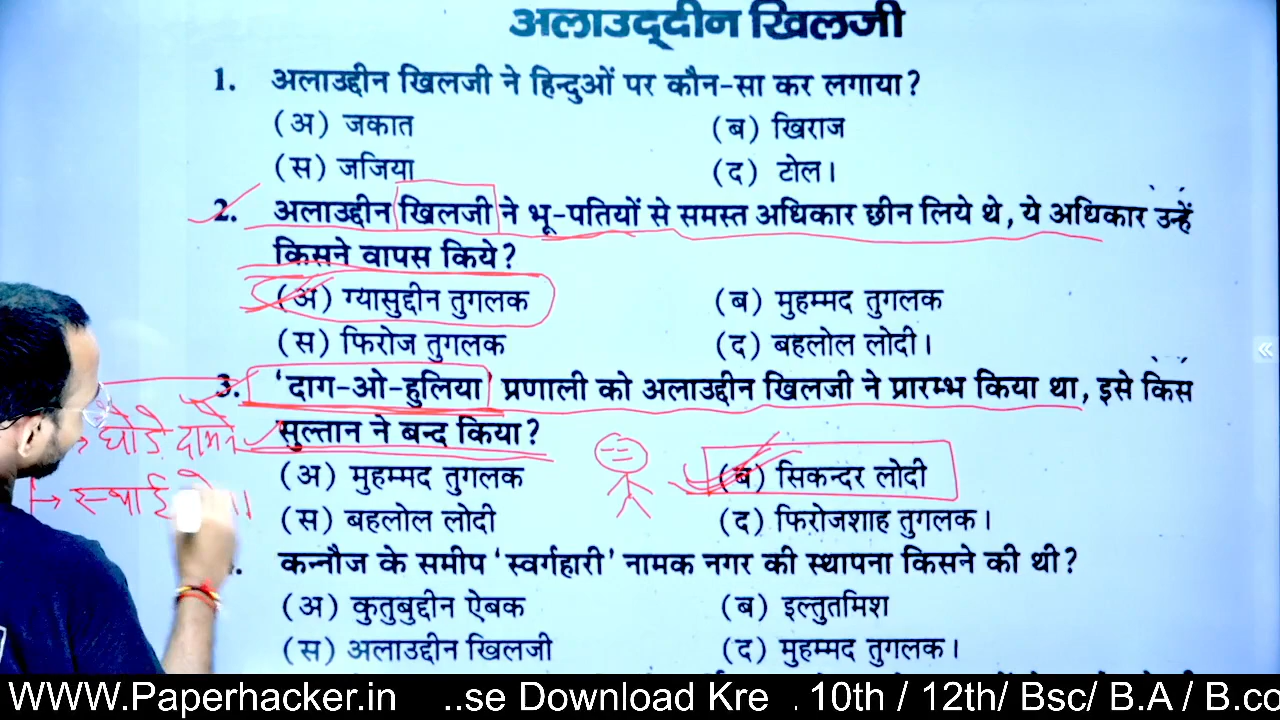 अलाउद्दीन खिलजी
1. अलाउद्दीन खिलजी ने हिन्दुओं पर कौन-सा कर लगाया?
(अ) जकात (ब) खिराज
(स) जजिया (द) टोल।
2. अलाउद्दीन खिलजी ने भू-पतियों से समस्त अधिकार छीन लिये थे, ये अधिकार उन्हें
किसने वापस किये?
(अ) ग्यासुद्दीन तुगलक (ब) मुहम्मद तुगलक
(स) फिरोज तुगलक (द) बहलोल लोदी।
3. 'दाग-ओ-हुलिया' प्रणाली को अलाउद्दीन खिलजी ने प्रारम्भ किया था, इसे किस
सुल्तान ने बन्द किया?
घोडे दागने
(अ) मुहम्मद तुगलक (ब) सिकन्दर लोदी
स्थाई
(स) बहलोल लोदी (द) फिरोजशाह तुगलक।
कन्नौज के समीप 'स्वर्गहारी' नामक नगर की स्थापना किसने की थी?
(अ) कुतुबुद्दीन ऐबक (ब) इल्तुतमिश
(स) अलाउद्दीन खिलजी (द) मुहम्मद तुगलक।
WWW.Paperhacker.in ..se Download Kre . 10th / 12th/ Bsc/ B.A / B.co